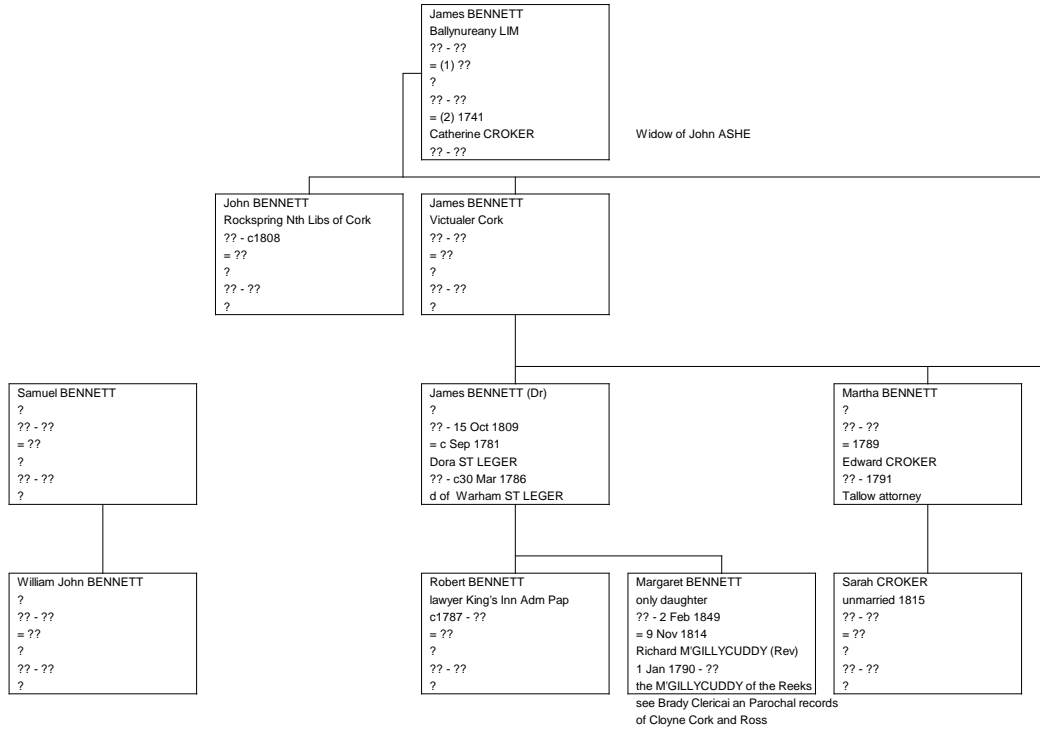 James BENNETT
Ballynureany LIM
?? - ??
= (1) ??
?
?? - ??
= (2) 1741
Catherine CROKER
?? - ??
Widow of John ASHE
John BENNETT
Rockspring Nth Libs of Cork
?? - c1808
= ??
?
?? - ??
?
James BENNETT
Victualer Cork
?? - ??
= ??
?
?? - ??
?
Samuel BENNETT
?
?? - ??
= ??
?
?? - ??
?
James BENNETT (Dr)
?
?? - 15 Oct 1809
= c Sep 1781
Dora ST LEGER
?? - c30 Mar 1786
d of Warham ST LEGER
Martha BENNETT
?
?? - ??
= 1789
Edward CROKER
?? - 1791
Tallow attorney
William John BENNETT
?
?? - ??
= ??
?
?? - ??
?
Robert BENNETT
lawyer King's Inn Adm Pap
c1787 - ??
= ??
?
?? - ??
?
Margaret BENNETT
only daughter
?? - 2 Feb 1849
= 9 Nov 1814
Richard M'GILLYCUDDY (Rev)
1 Jan 1790 - ??
the M'GILLYCUDDY of the Reeks
see Brady Clericai an Parochal records
of Cloyne Cork and Ross
Sarah CROKER
unmarried 1815
?? - ??
= ??
?
?? - ??
?